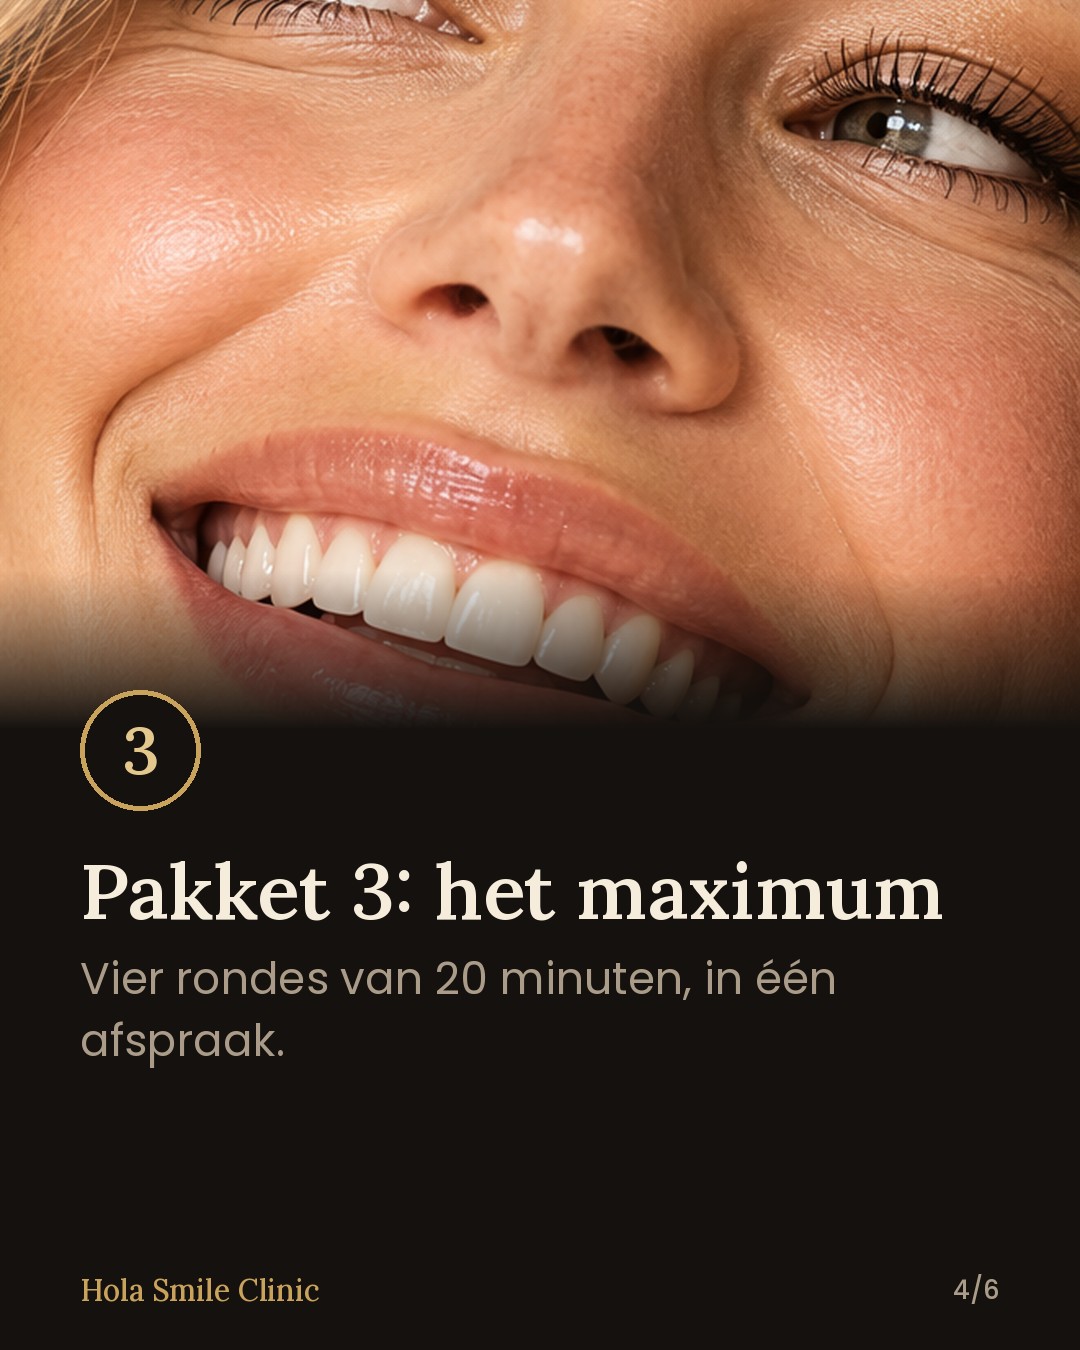 3
Pakket 3: het maximum
Vier rondes van 20 minuten, in één
afspraak.
Hola Smile Clinic
4/6